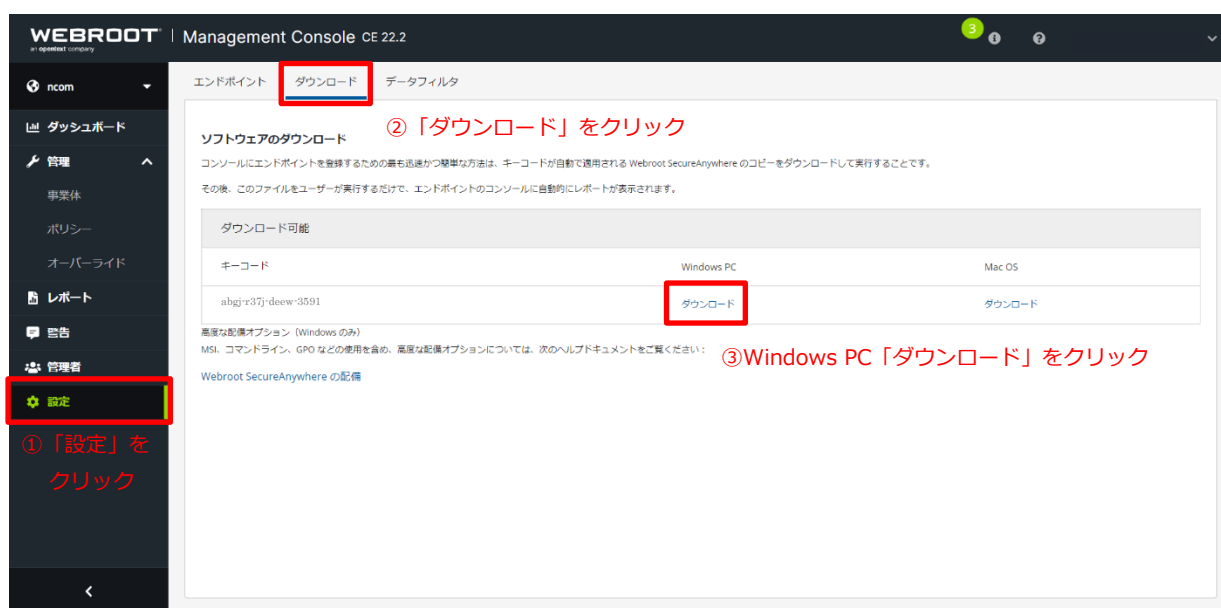 WEBROOT
an opentext company
Management Console CE 22.2
3
ncom
エンドポイント ダウンロード データフィルタ
ダッシュボード
管理
事業体
ポリシー
オーバーライド
レポート
警告
管理者
設定
①「設定」を
クリック
②「ダウンロード」をクリック
ソフトウェアのダウンロード
コンソールにエンドポイントを登録するための最も迅速かつ簡単な方法は、キーコードが自動で適用される Webroot SecureAnywhere のコピーをダウンロードして実行することです。
その後、このファイルをユーザーが実行するだけで、エンドポイントのコンソールに自動的にレポートが表示されます。
ダウンロード可能
キーコード Windows PC Mac OS
abgj-r37j-deew-3591 ダウンロード ダウンロード
高度な配備オプション（Windows のみ）
MSI、コマンドライン、GPO などの使用を含め、高度な配備オプションについては、次のヘルプドキュメントをご覧ください：
③Windows PC「ダウンロード」をクリック
Webroot SecureAnywhere の配備